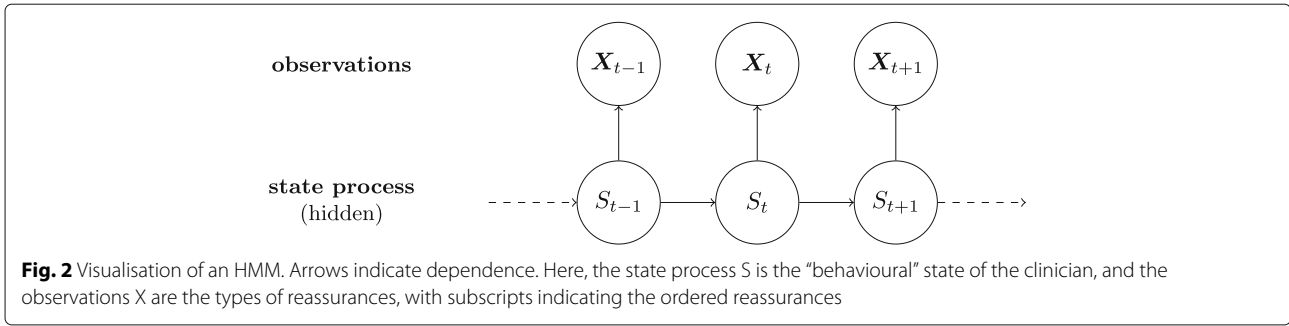 observations X_{t−1} X_t X_{t+1}
state process
(hidden) S_{t−1} S_t S_{t+1}
Fig. 2 Visualisation of an HMM. Arrows indicate dependence. Here, the state process S is the “behavioural” state of the clinician, and the
observations X are the types of reassurances, with subscripts indicating the ordered reassurances